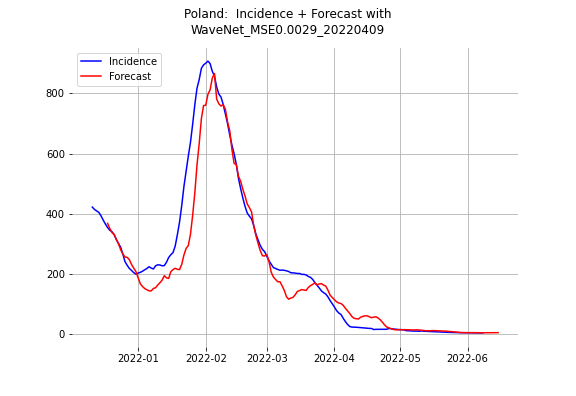 Poland:  Incidence + Forecast with
WaveNet_MSE0.0029_20220409
Incidence
Forecast
800
600
400
200
0
2022-01
2022-02
2022-03
2022-04
2022-05
2022-06